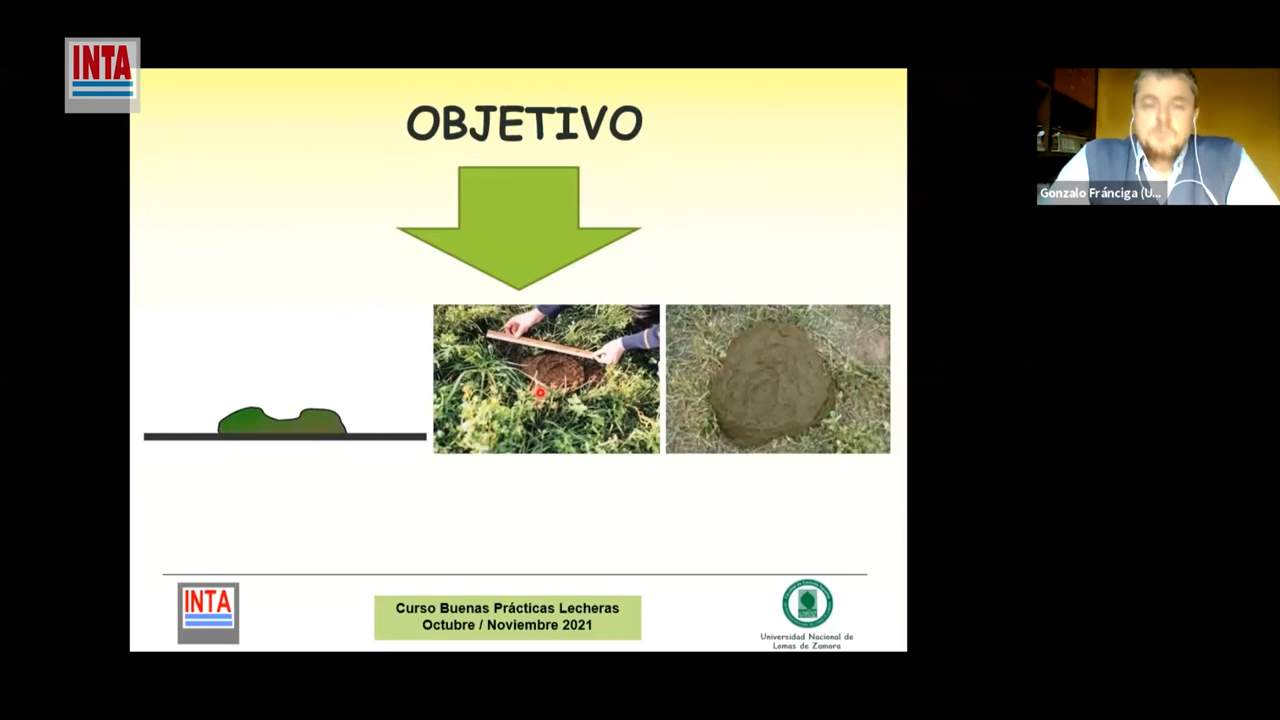 INTA
OBJETIVO
Gonzalo Fránciga (U...
INTA
Curso Buenas Prácticas Lecheras
Octubre / Noviembre 2021
Universidad Nacional de
Lomas de Zamora